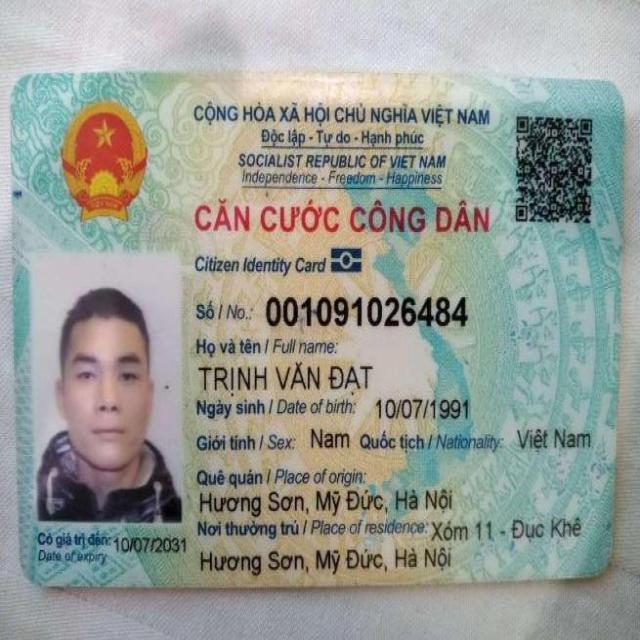 CỘNG HÒA XÃ HỘI CHỦ NGHĨA VIỆT NAM
Độc lập - Tự do - Hạnh phúc
SOCIALIST REPUBLIC OF VIET NAM
Independence - Freedom - Happiness
CĂN CƯỚC CÔNG DÂN
Citizen Identity Card
Số / No.: 001091026484
Họ và tên / Full name:
TRỊNH VĂN ĐẠT
Ngày sinh / Date of birth: 10/07/1991
Giới tính / Sex: Nam Quốc tịch / Nationality: Việt Nam
Quê quán / Place of origin:
Hương Sơn, Mỹ Đức, Hà Nội
Nơi thường trú / Place of residence: Xóm 11 - Đục Khê
Hương Sơn, Mỹ Đức, Hà Nội
Có giá trị đến: 10/07/2031
Date of expiry